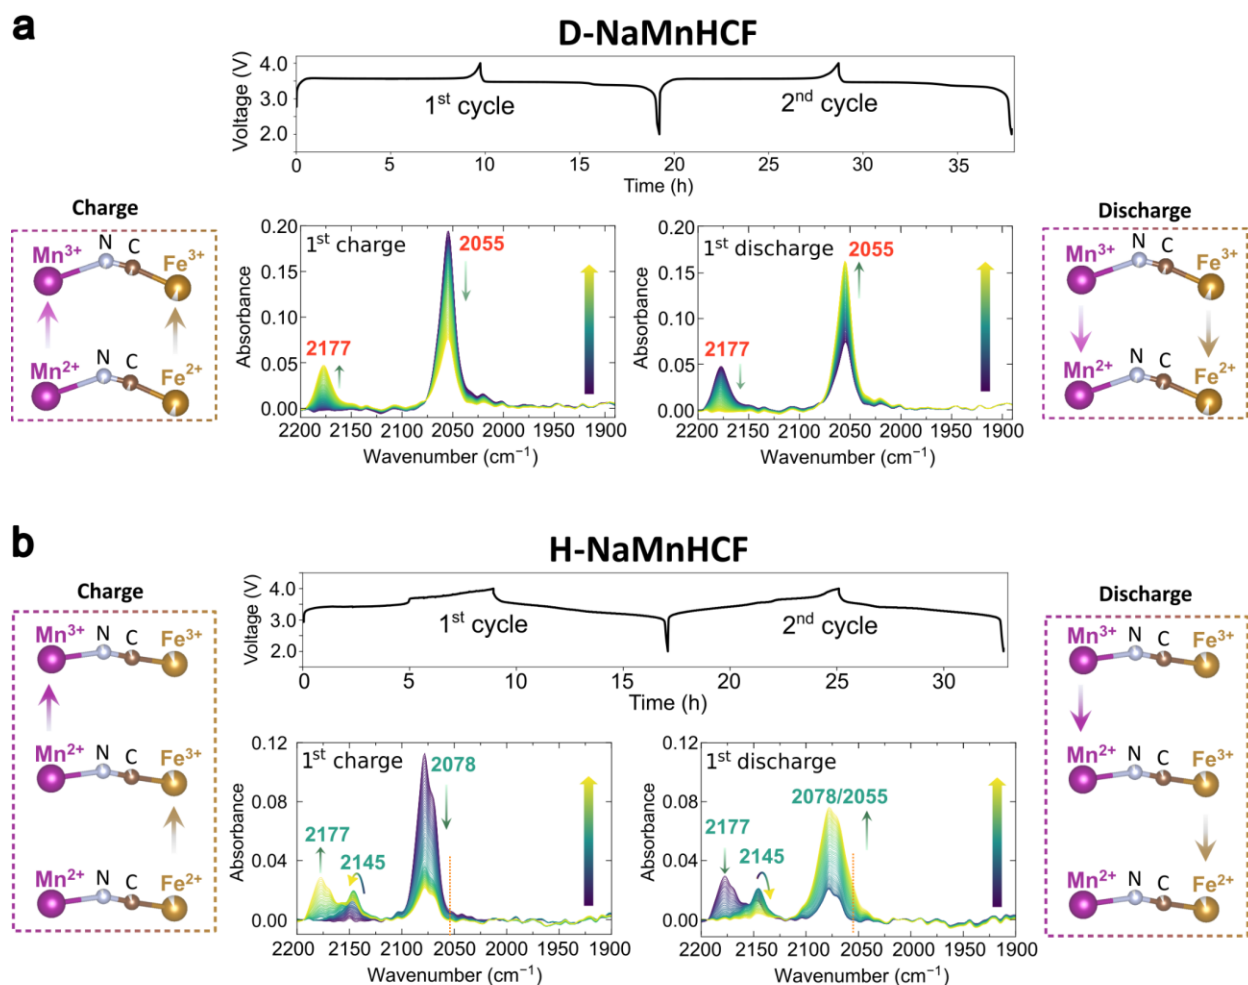 a
D-NaMnHCF
Voltage (V)
4.0
3.0
2.0
1st cycle
2nd cycle
0 5 10 15 20 25 30 35
Time (h)
Charge
Mn3+ N C Fe3+
Mn2+ N C Fe2+
Absorbance
0.20
0.15
0.10
0.05
0.00
1st charge
2055
2177
2200 2150 2100 2050 2000 1950 1900
Wavenumber (cm−1)
Absorbance
0.20
0.15
0.10
0.05
0.00
1st discharge
2055
2177
2200 2150 2100 2050 2000 1950 1900
Wavenumber (cm−1)
Discharge
Mn3+ N C Fe3+
Mn2+ N C Fe2+
b
H-NaMnHCF
Voltage (V)
4.0
3.0
2.0
1st cycle
2nd cycle
0 5 10 15 20 25 30
Time (h)
Charge
Mn3+ N C Fe3+
Mn2+ N C Fe3+
Mn2+ N C Fe2+
Absorbance
0.12
0.08
0.04
0.00
1st charge
2078
2177
2145
2200 2150 2100 2050 2000 1950 1900
Wavenumber (cm−1)
Absorbance
0.12
0.08
0.04
0.00
1st discharge
2078/2055
2177
2145
2200 2150 2100 2050 2000 1950 1900
Wavenumber (cm−1)
Discharge
Mn3+ N C Fe3+
Mn2+ N C Fe3+
Mn2+ N C Fe2+